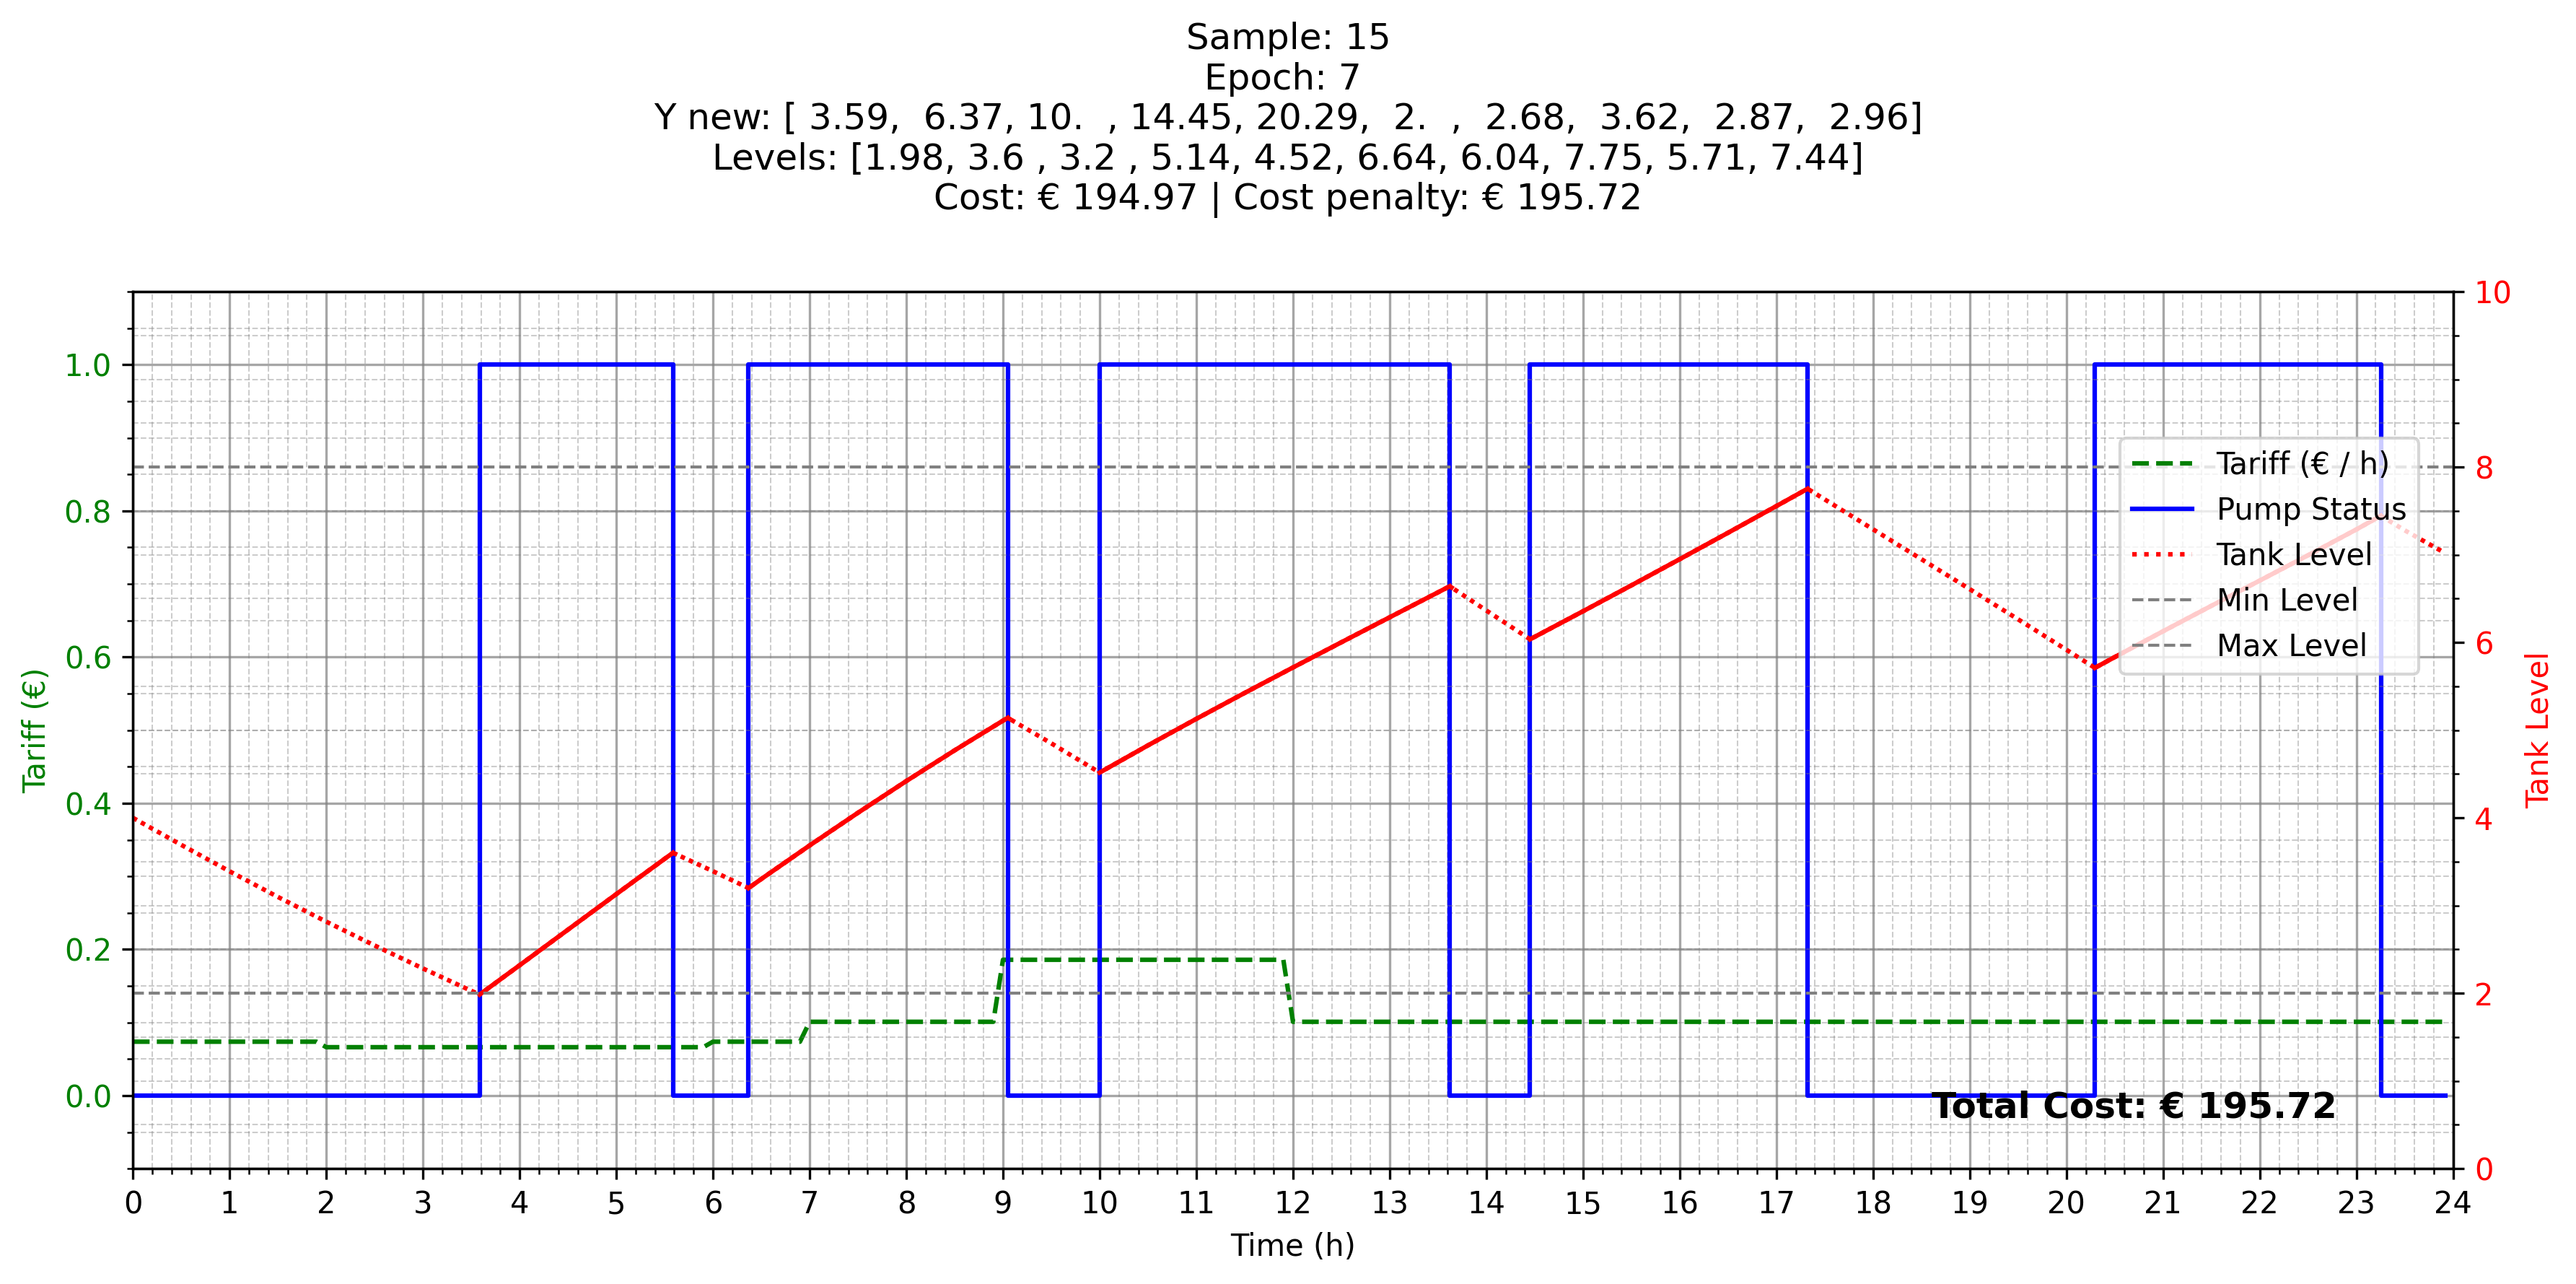 Sample: 15
Epoch: 7
Y new: [ 3.59,  6.37, 10.  , 14.45, 20.29,  2.  ,  2.68,  3.62,  2.87,  2.96]
Levels: [1.98, 3.6 , 3.2 , 5.14, 4.52, 6.64, 6.04, 7.75, 5.71, 7.44]
Cost: € 194.97 | Cost penalty: € 195.72
1.0
0.8
0.6
0.4
0.2
0.0
Tariff (€)
10
8
6
4
2
0
Tank Level
Tariff (€ / h)
Pump Status
Tank Level
Min Level
Max Level
Total Cost: € 195.72
0 1 2 3 4 5 6 7 8 9 10 11 12 13 14 15 16 17 18 19 20 21 22 23 24
Time (h)